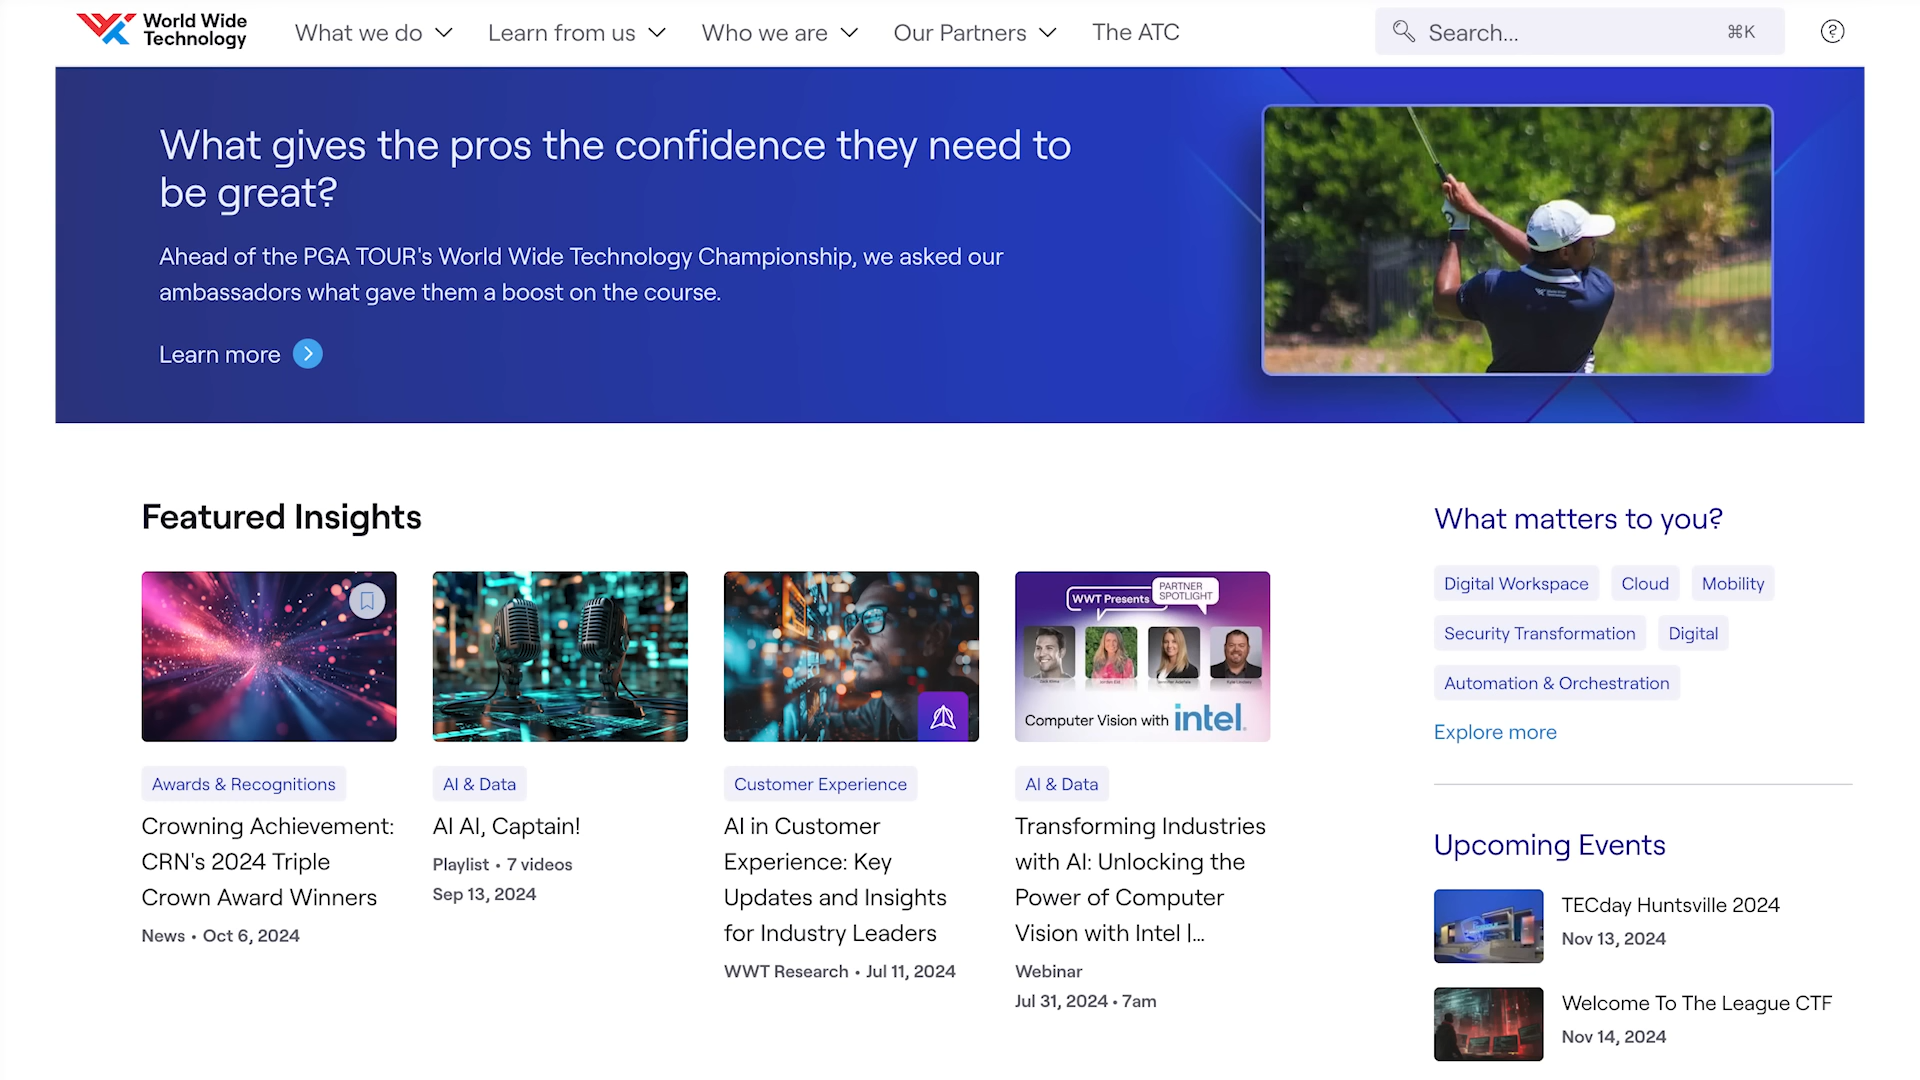 World Wide
Technology
What we do
Learn from us
Who we are
Our Partners
The ATC
Search...
⌘K
What gives the pros the confidence they need to
be great?
Ahead of the PGA TOUR's World Wide Technology Championship, we asked our
ambassadors what gave them a boost on the course.
Learn more
Featured Insights
Awards & Recognitions
Crowning Achievement:
CRN's 2024 Triple
Crown Award Winners
News • Oct 6, 2024
AI & Data
AI AI, Captain!
Playlist • 7 videos
Sep 13, 2024
Customer Experience
AI in Customer
Experience: Key
Updates and Insights
for Industry Leaders
WWT Research • Jul 11, 2024
WWT Presents
PARTNER
SPOTLIGHT
Computer Vision with intel.
AI & Data
Transforming Industries
with AI: Unlocking the
Power of Computer
Vision with Intel |...
Webinar
Jul 31, 2024 • 7am
What matters to you?
Digital Workspace
Cloud
Mobility
Security Transformation
Digital
Automation & Orchestration
Explore more
Upcoming Events
TECday Huntsville 2024
Nov 13, 2024
Welcome To The League CTF
Nov 14, 2024